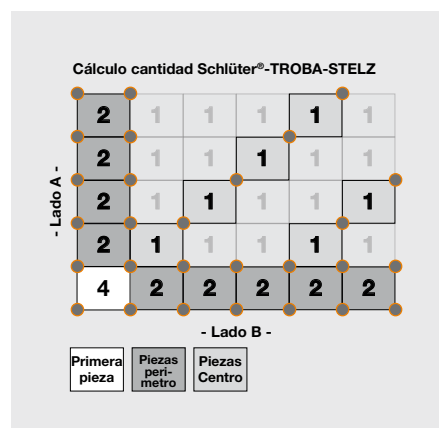 Cálculo cantidad Schlüter®-TROBA-STELZ
2 1 1 1 1 1
2 1 1 1 1 1
2 1 1 1 1 1
2 1 1 1 1 1
4 2 2 2 2 2
- Lado A -
- Lado B -
Primera
pieza
Piezas
peri-
metro
Piezas
Centro